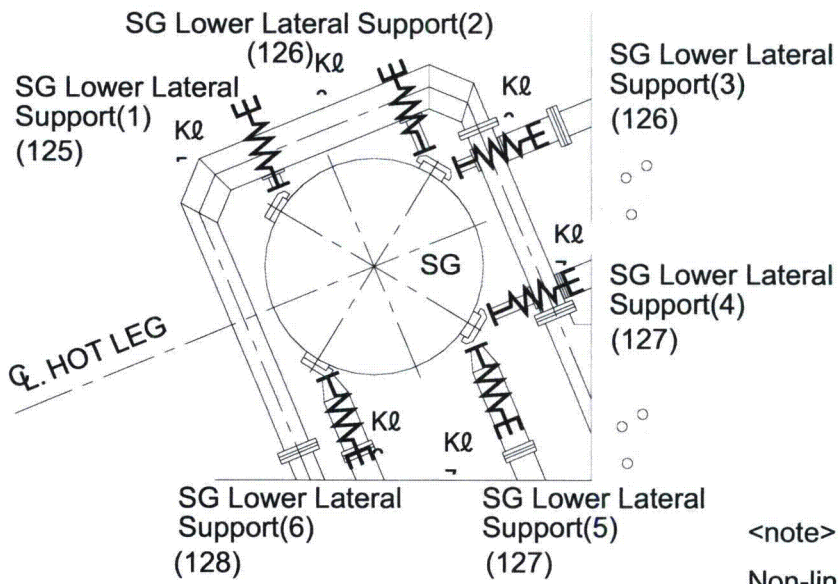 SG Lower Lateral Support(2)
(126)
Kℓ
SG Lower Lateral
Support(1)
(125)
Kℓ
Kℓ
SG Lower Lateral
Support(3)
(126)
SG
Kℓ
SG Lower Lateral
Support(4)
(127)
C̵L. HOT LEG
Kℓ
Kℓ
SG Lower Lateral
Support(6)
(128)
SG Lower Lateral
Support(5)
(127)
<note>